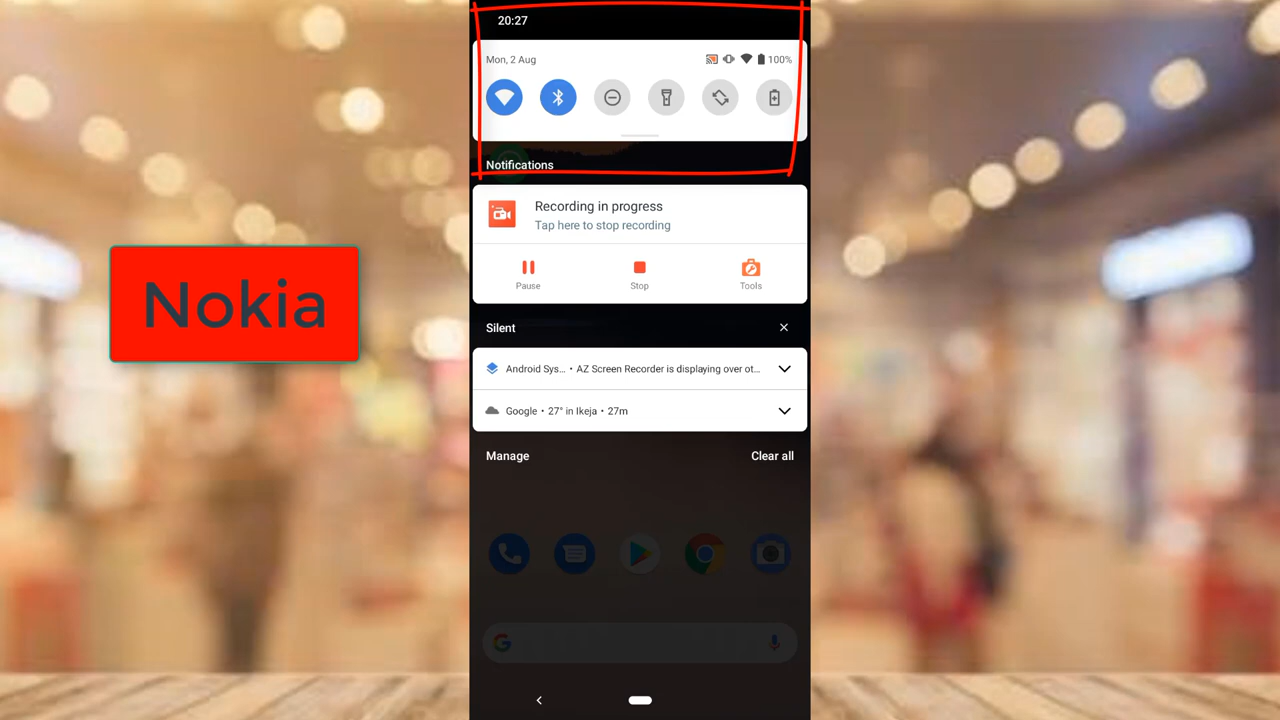 20:27
Mon, 2 Aug
100%
Notifications
Recording in progress
Tap here to stop recording
Pause
Stop
Tools
Silent
Android Sys... • AZ Screen Recorder is displaying over ot...
Google • 27° in Ikeja • 27m
Manage
Clear all
Nokia